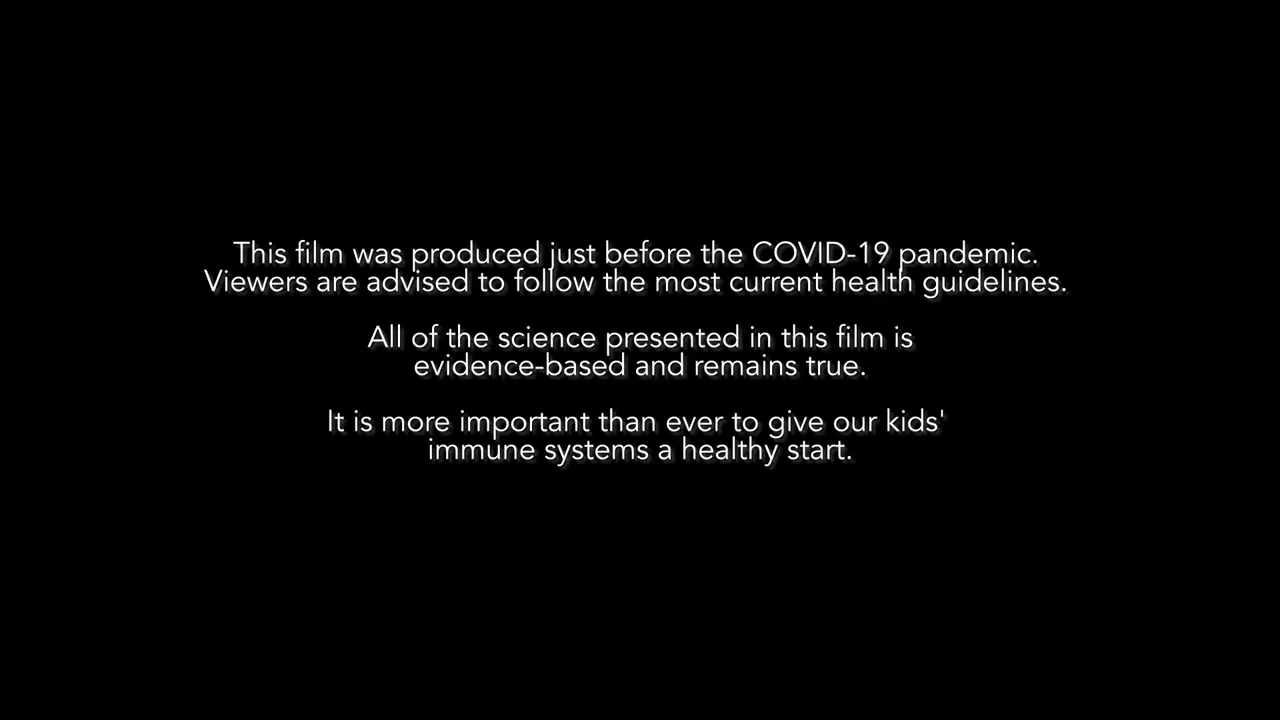 This film was produced just before the COVID-19 pandemic.
Viewers are advised to follow the most current health guidelines.
All of the science presented in this film is
evidence-based and remains true.
It is more important than ever to give our kids'
immune systems a healthy start.